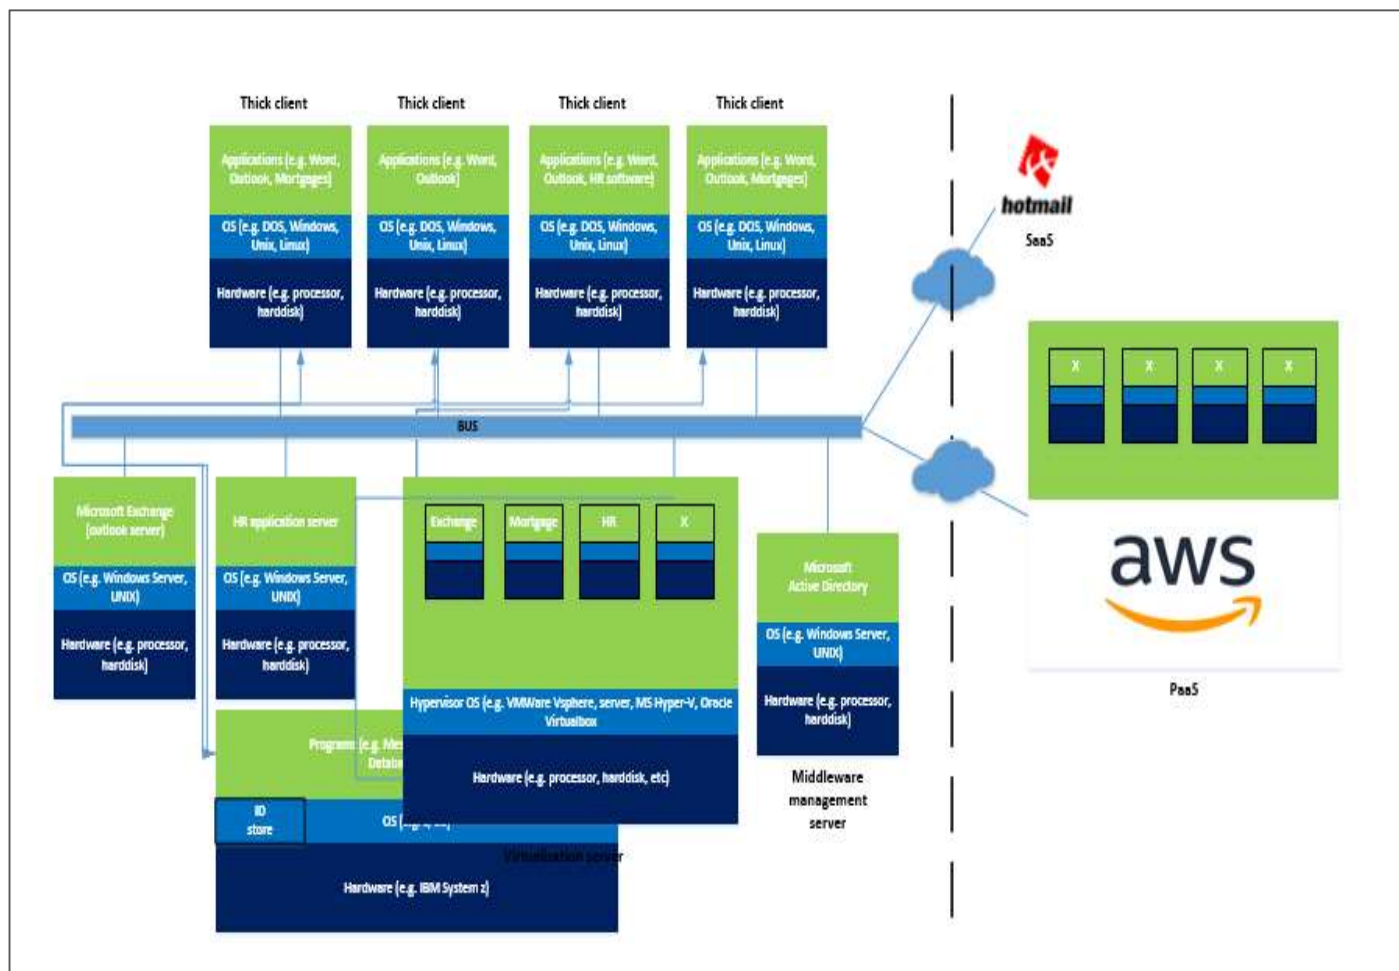 Thick client
Thick client
Thick client
Thick client
Applications (e.g. Word,
Outlook, Mortgages)
Applications (e.g. Word,
Outlook)
Applications (e.g. Word,
Outlook, HR software)
Applications (e.g. Word,
Outlook, Mortgages)
OS (e.g. DOS, Windows,
Unix, Linux)
OS (e.g. DOS, Windows,
Unix, Linux)
OS (e.g. DOS, Windows,
Unix, Linux)
OS (e.g. DOS, Windows,
Unix, Linux)
Hardware (e.g. processor,
harddisk)
Hardware (e.g. processor,
harddisk)
Hardware (e.g. processor,
harddisk)
Hardware (e.g. processor,
harddisk)
hotmail
SaaS
X
X
X
X
aws
PaaS
BUS
Microsoft Exchange
(outlook server)
OS (e.g. Windows Server,
UNIX)
Hardware (e.g. processor,
harddisk)
HR application server
OS (e.g. Windows Server,
UNIX)
Hardware (e.g. processor,
harddisk)
Exchange
Mortgage
HR
X
Hypervisor OS (e.g. VMWare Vsphere, server, MS Hyper-V, Oracle
Virtualbox
Hardware (e.g. processor, harddisk, etc)
Virtualisation server
Microsoft
Active Directory
OS (e.g. Windows Server,
UNIX)
Hardware (e.g. processor,
harddisk)
Middleware
management
server
Programs (e.g.
ID
store
OS
Hardware (e.g. IBM System z)